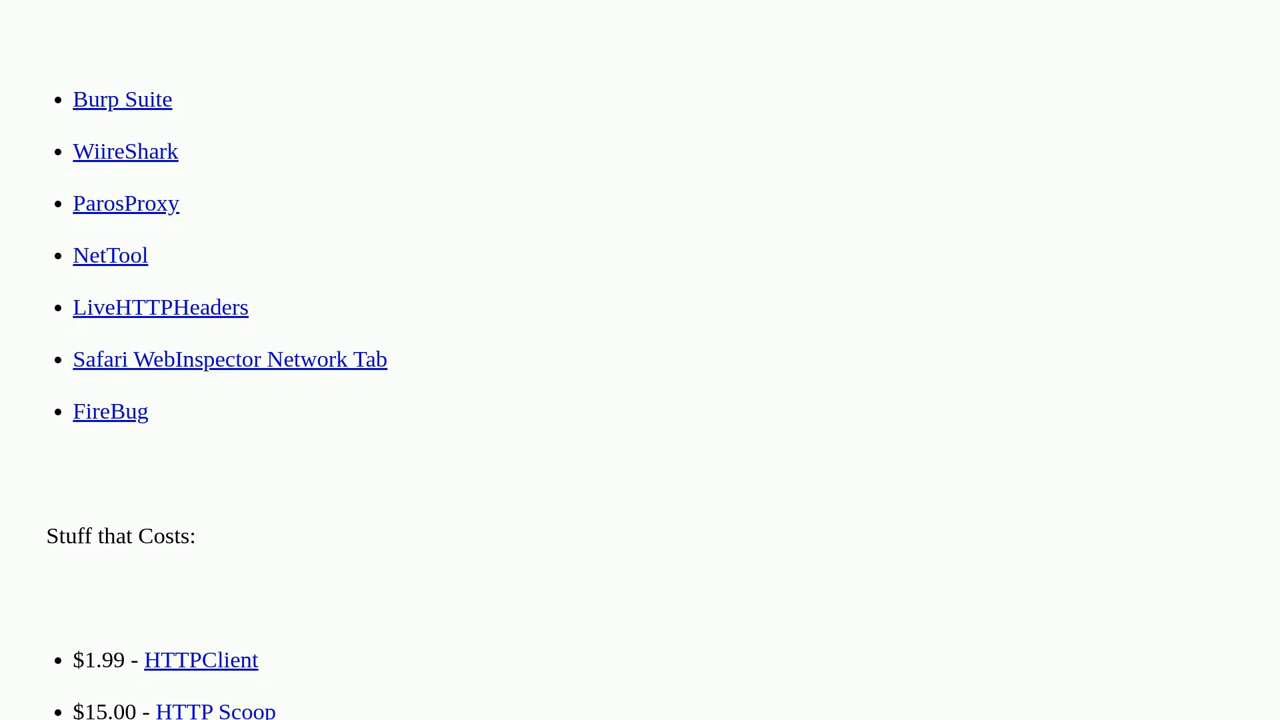 • Burp Suite
• WiireShark
• ParosProxy
• NetTool
• LiveHTTPHeaders
• Safari WebInspector Network Tab
• FireBug
Stuff that Costs:
• $1.99 - HTTPClient
• $15.00 - HTTP Scoop